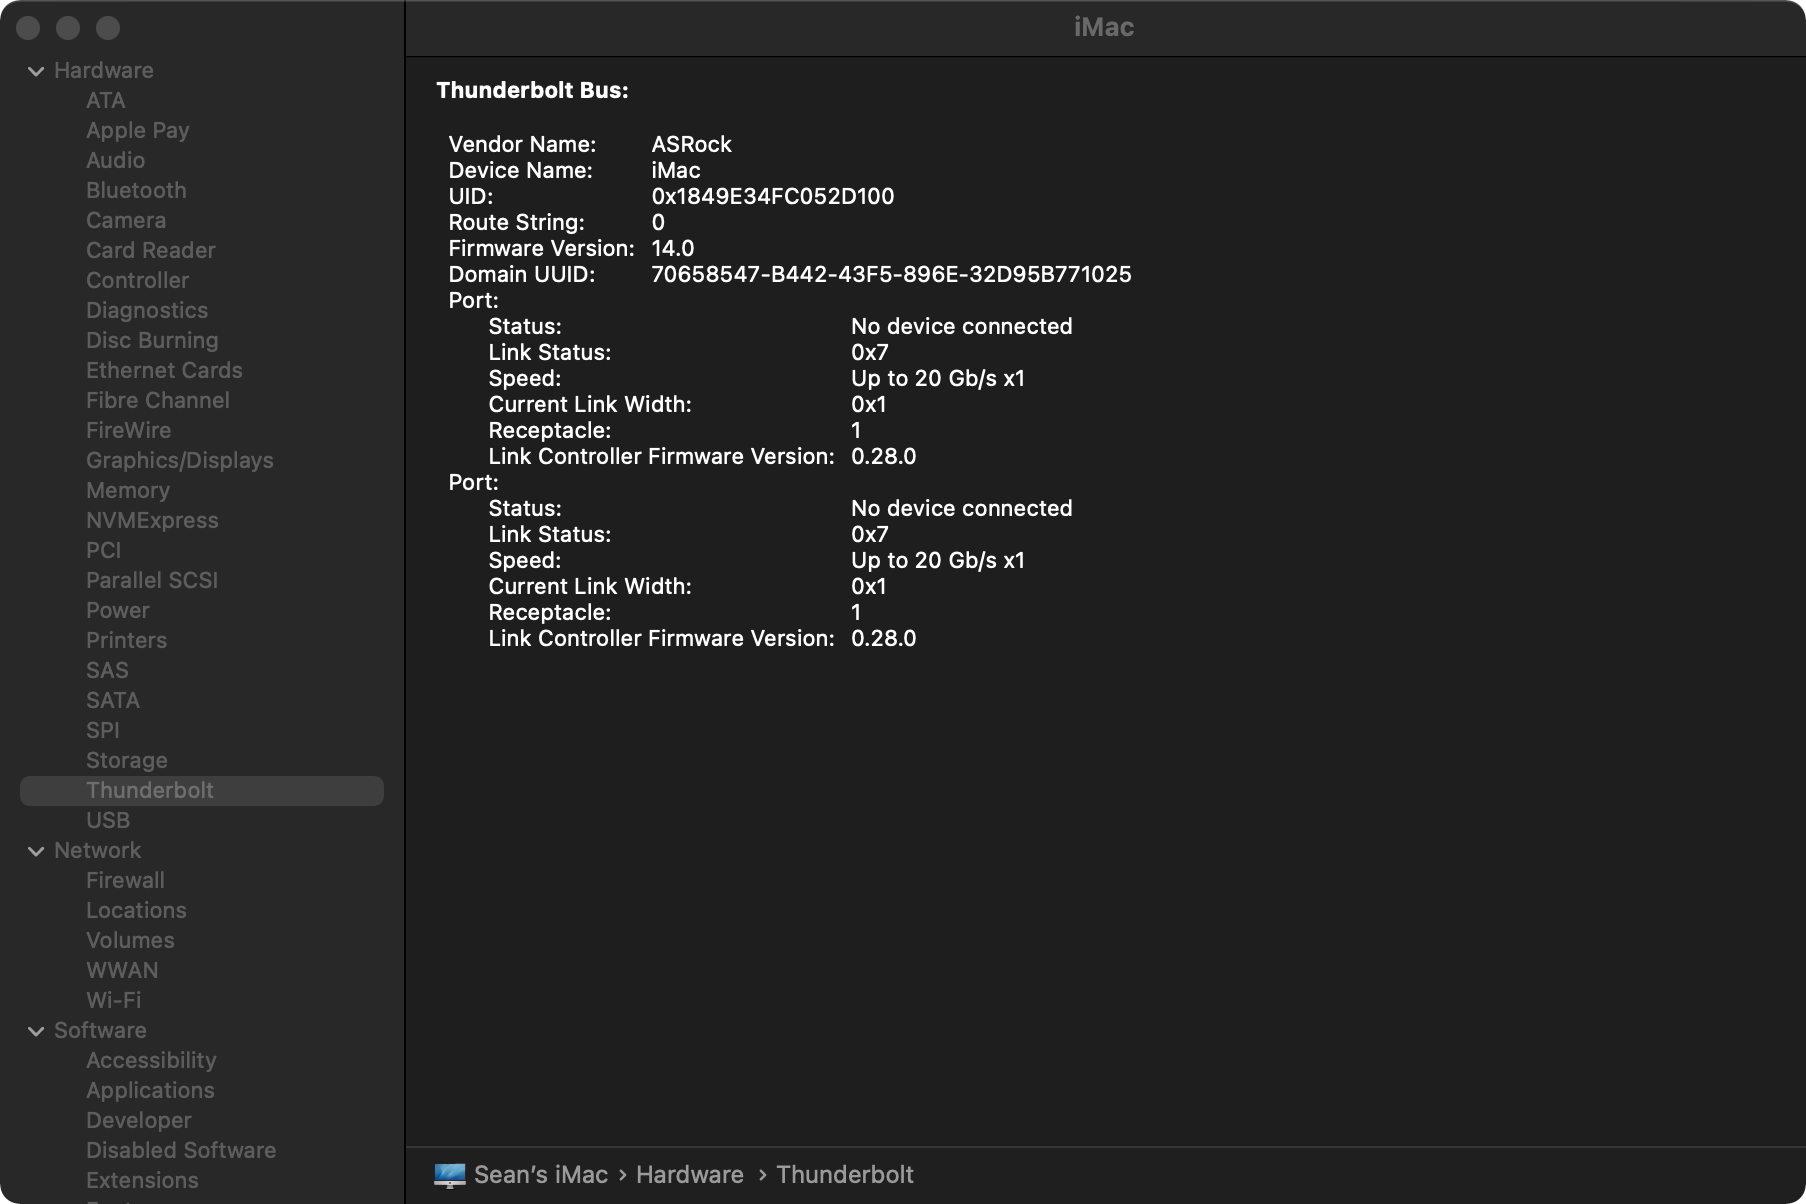 Hardware
ATA
Apple Pay
Audio
Bluetooth
Camera
Card Reader
Controller
Diagnostics
Disc Burning
Ethernet Cards
Fibre Channel
FireWire
Graphics/Displays
Memory
NVMExpress
PCI
Parallel SCSI
Power
Printers
SAS
SATA
SPI
Storage
Thunderbolt
USB
Network
Firewall
Locations
Volumes
WWAN
Wi-Fi
Software
Accessibility
Applications
Developer
Disabled Software
Extensions
iMac
Thunderbolt Bus:
Vendor Name: ASRock
Device Name: iMac
UID: 0x1849E34FC052D100
Route String: 0
Firmware Version: 14.0
Domain UUID: 70658547-B442-43F5-896E-32D95B771025
Port:
Status: No device connected
Link Status: 0x7
Speed: Up to 20 Gb/s x1
Current Link Width: 0x1
Receptacle: 1
Link Controller Firmware Version: 0.28.0
Port:
Status: No device connected
Link Status: 0x7
Speed: Up to 20 Gb/s x1
Current Link Width: 0x1
Receptacle: 1
Link Controller Firmware Version: 0.28.0
Sean’s iMac › Hardware › Thunderbolt